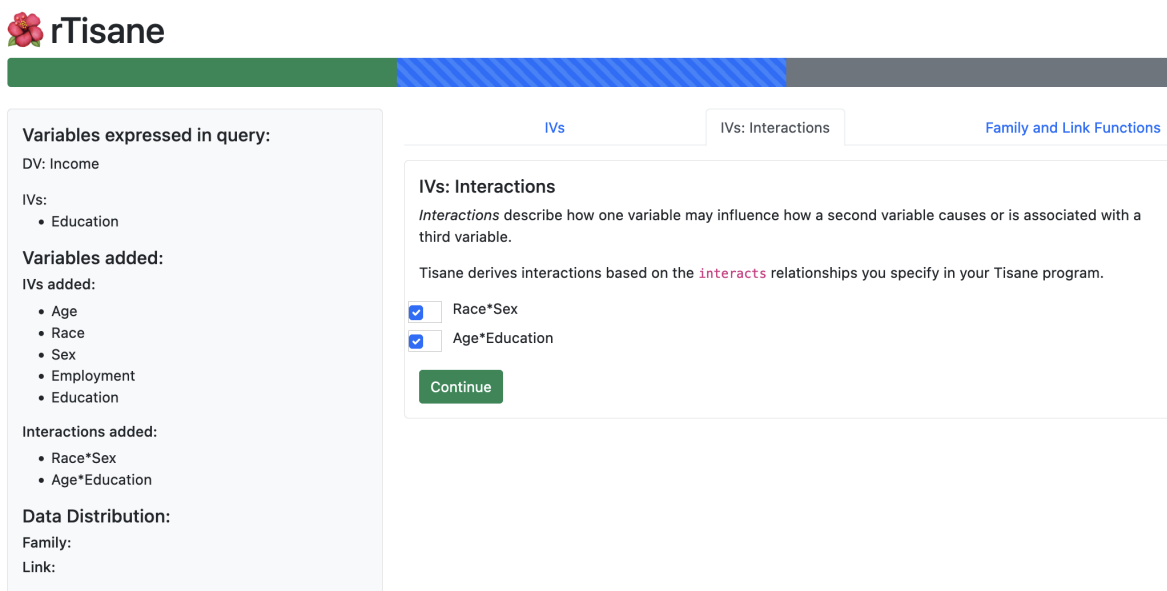 rTisane
Variables expressed in query:
DV: Income
IVs:
Education
Variables added:
IVs added:
Age
Race
Sex
Employment
Education
Interactions added:
Race*Sex
Age*Education
Data Distribution:
Family:
Link:
IVs
IVs: Interactions
Family and Link Functions
IVs: Interactions
Interactions describe how one variable may influence how a second variable causes or is associated with a
third variable.
Tisane derives interactions based on the interacts relationships you specify in your Tisane program.
Race*Sex
Age*Education
Continue